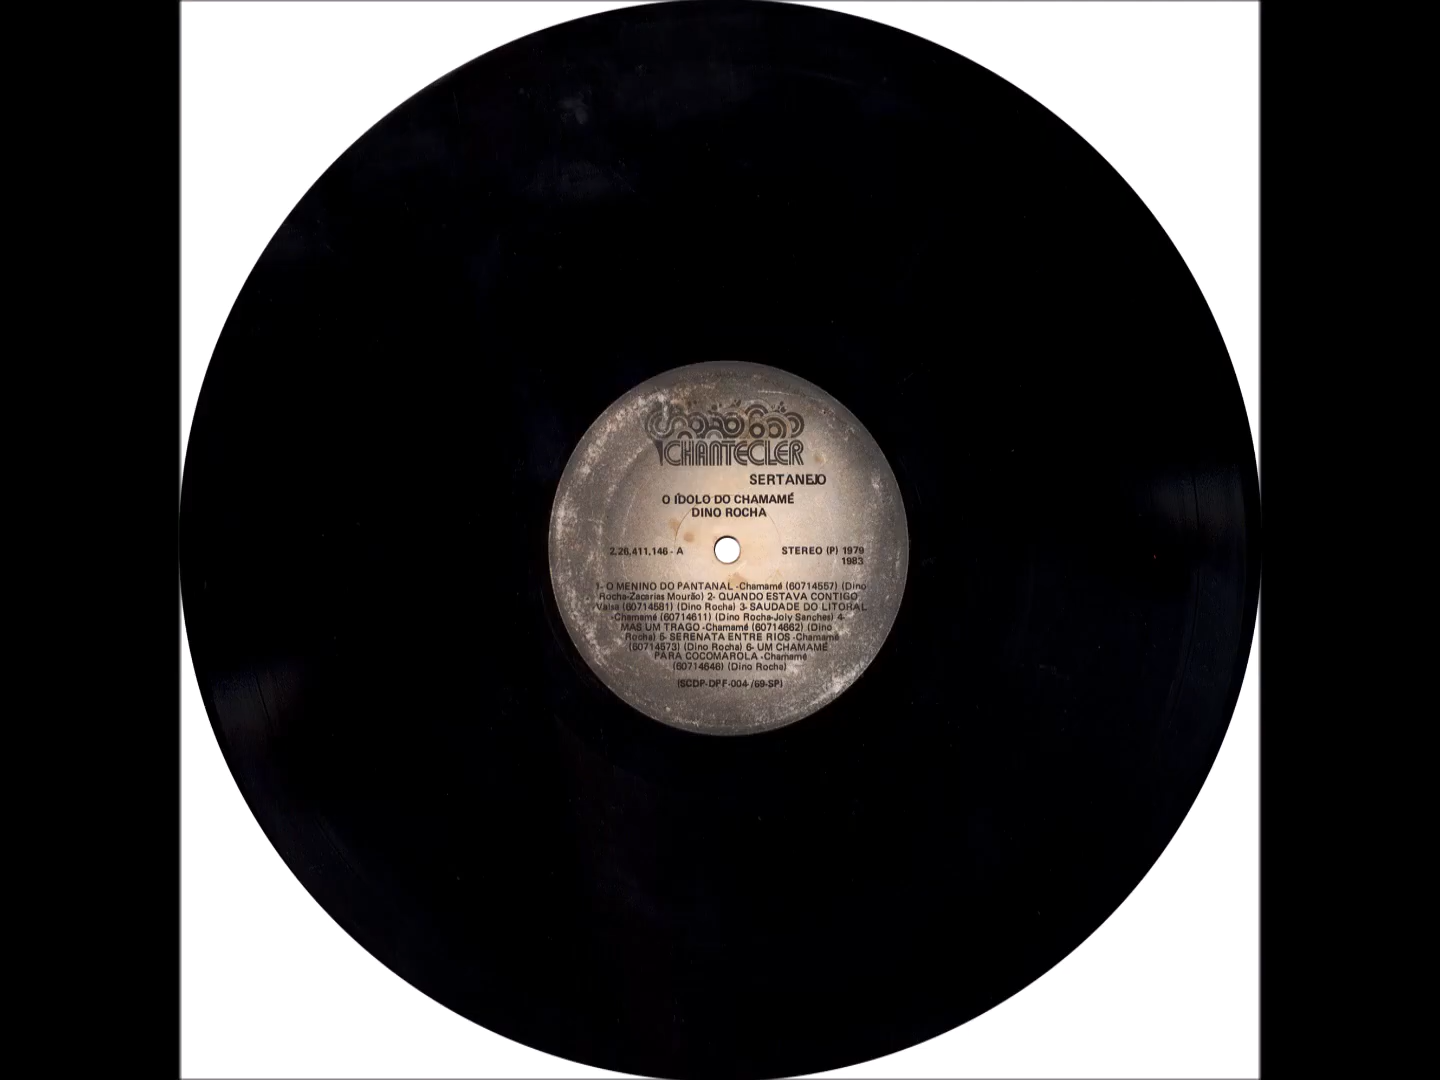 CHANTECLER
SERTANEJO
O ÍDOLO DO CHAMAMÉ
DINO ROCHA
2.26.411.146 - A
STEREO (P) 1979
1983
1- O MENINO DO PANTANAL -Chamamé (60714557) (Dino
Rocha-Zacarias Mourão) 2- QUANDO ESTAVA CONTIGO
Valsa (60714581) (Dino Rocha) 3- SAUDADE DO LITORAL
-Chamamé (60714611) (Dino Rocha-Joly Sanches) 4-
MAS UM TRAGO -Chamamé (60714662) (Dino
Rocha) 5- SERENATA ENTRE RIOS -Chamamé
(60714573) (Dino Rocha) 6- UM CHAMAMÉ
PARA COCOMAROLA -Chamamé
(60714646) (Dino Rocha)
(SCDP-DPF-004-/69-SP)